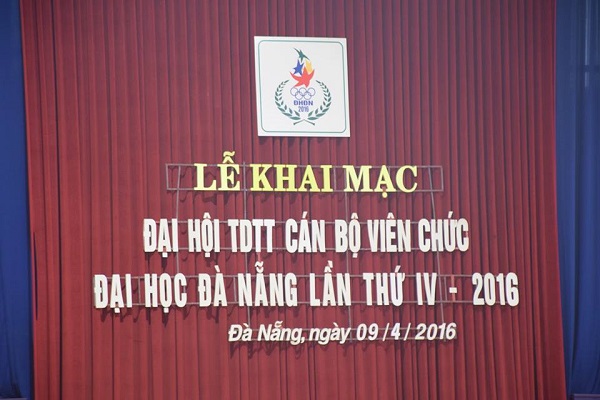 ĐHĐN
2016
LỄ KHAI MẠC
ĐẠI HỘI TDTT CÁN BỘ VIÊN CHỨC
ĐẠI HỌC ĐÀ NẴNG LẦN THỨ IV - 2016
Đà Nẵng, ngày 09/4/2016